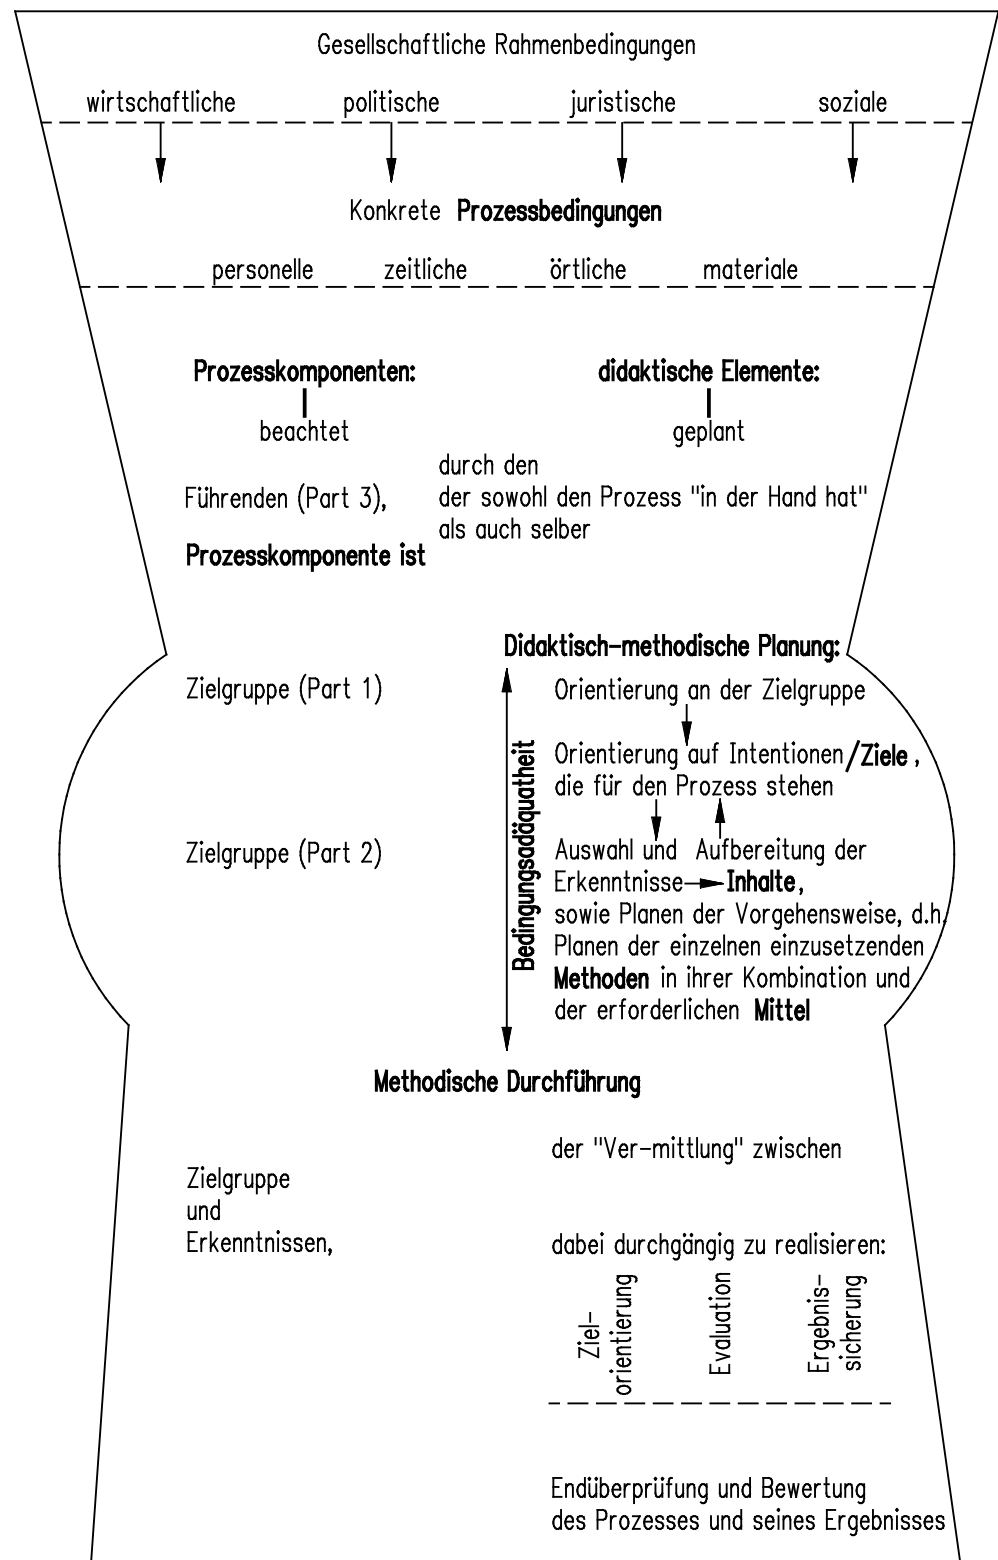 Gesellschaftliche Rahmenbedingungen
wirtschaftliche politische juristische soziale
Konkrete Prozessbedingungen
personelle zeitliche örtliche materiale
Prozesskomponenten: didaktische Elemente:
beachtet geplant
durch den
Führenden (Part 3), der sowohl den Prozess "in der Hand hat"
als auch selber
Prozesskomponente ist
Didaktisch-methodische Planung:
Zielgruppe (Part 1) Orientierung an der Zielgruppe
Orientierung auf Intentionen/Ziele,
die für den Prozess stehen
Bedingungsadäquatheit
Zielgruppe (Part 2) Auswahl und Aufbereitung der
Erkenntnisse Inhalte,
sowie Planen der Vorgehensweise, d.h.
Planen der einzelnen einzusetzenden
Methoden in ihrer Kombination und
der erforderlichen Mittel
Methodische Durchführung
der "Ver-mittlung" zwischen
Zielgruppe
und
Erkenntnissen, dabei durchgängig zu realisieren:
Ziel-
orientierung
Evaluation
Ergebnis-
sicherung
Endüberprüfung und Bewertung
des Prozesses und seines Ergebnisses